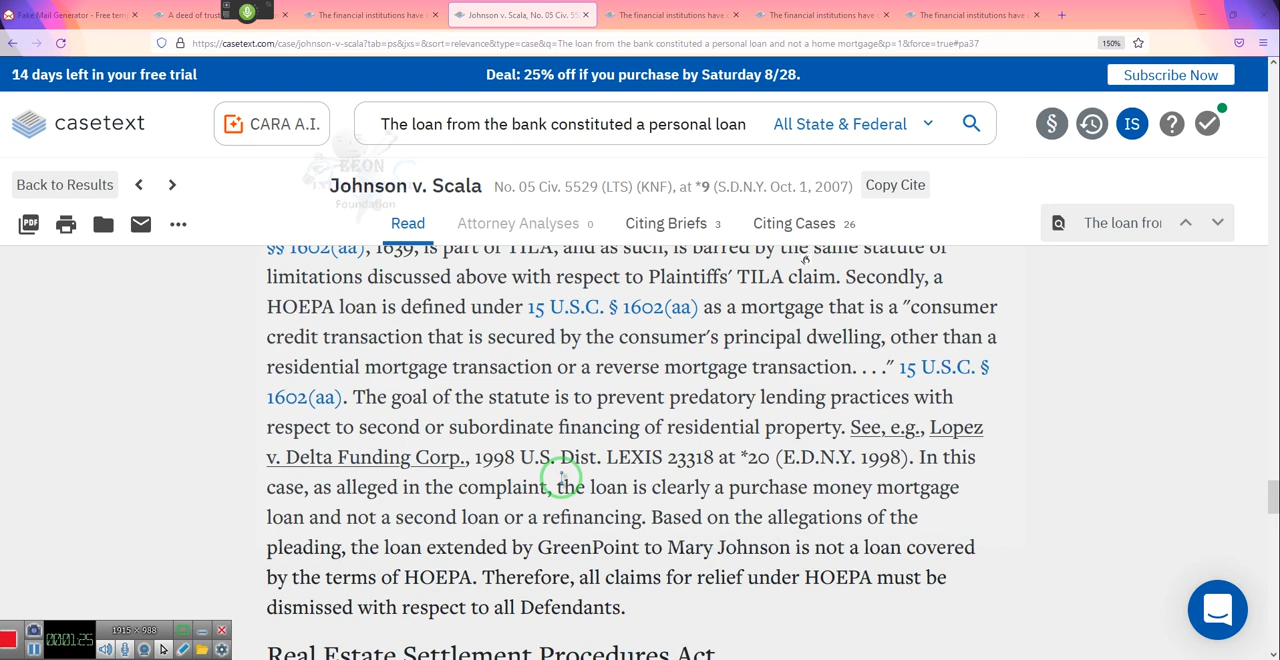 Fake Mail Generator - Free temp
A deed of trust
The financial institutions have
Johnson v. Scala, No. 05 Civ. 55
The financial institutions have
The financial institutions have
The financial institutions have
https://casetext.com/case/johnson-v-scala?tab=ps&jxs=&sort=relevance&type=case&q=The loan from the bank constituted a personal loan and not a home mortgage&p=1&force=true#pa37
150%
14 days left in your free trial
Deal: 25% off if you purchase by Saturday 8/28.
Subscribe Now
casetext
CARA A.I.
The loan from the bank constituted a personal loan
All State & Federal
§
IS
?
EEON
Foundation
Back to Results
Johnson v. Scala No. 05 Civ. 5529 (LTS) (KNF), at *9 (S.D.N.Y. Oct. 1, 2007)
Copy Cite
PDF
Read
Attorney Analyses 0
Citing Briefs 3
Citing Cases 26
The loan fror
§§ 1602(aa), 1639, is part of TILA, and as such, is barred by the same statute of
limitations discussed above with respect to Plaintiffs' TILA claim. Secondly, a
HOEPA loan is defined under 15 U.S.C. § 1602(aa) as a mortgage that is a "consumer
credit transaction that is secured by the consumer's principal dwelling, other than a
residential mortgage transaction or a reverse mortgage transaction. . . ." 15 U.S.C. §
1602(aa). The goal of the statute is to prevent predatory lending practices with
respect to second or subordinate financing of residential property. See, e.g., Lopez
v. Delta Funding Corp., 1998 U.S. Dist. LEXIS 23318 at *20 (E.D.N.Y. 1998). In this
case, as alleged in the complaint, the loan is clearly a purchase money mortgage
loan and not a second loan or a refinancing. Based on the allegations of the
pleading, the loan extended by GreenPoint to Mary Johnson is not a loan covered
by the terms of HOEPA. Therefore, all claims for relief under HOEPA must be
dismissed with respect to all Defendants.
Real Estate Settlement Procedures Act
1915 x 988
00:01:25